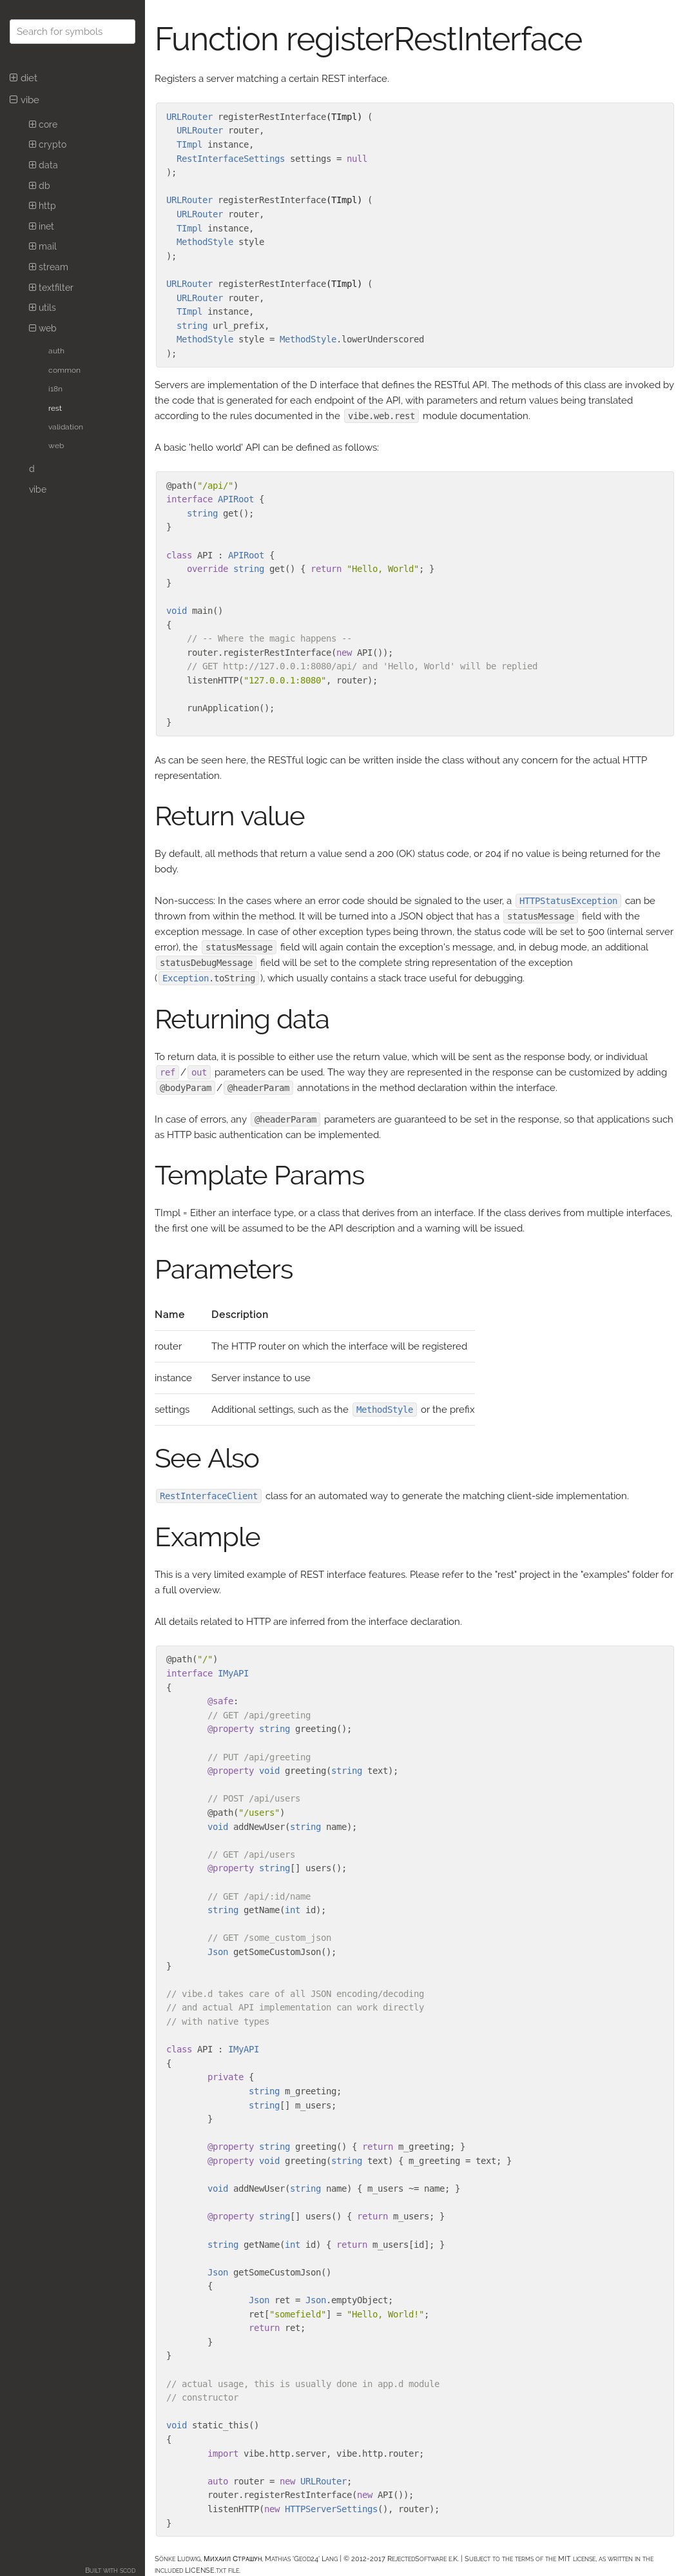 Search for symbols
diet
vibe
core
crypto
data
db
http
inet
mail
stream
textfilter
utils
web
auth
common
i18n
rest
validation
web
d
vibe
Built with scod
Function registerRestInterface
Registers a server matching a certain REST interface.
URLRouter registerRestInterface(TImpl) (
  URLRouter router,
  TImpl instance,
  RestInterfaceSettings settings = null
);
URLRouter registerRestInterface(TImpl) (
  URLRouter router,
  TImpl instance,
  MethodStyle style
);
URLRouter registerRestInterface(TImpl) (
  URLRouter router,
  TImpl instance,
  string url_prefix,
  MethodStyle style = MethodStyle.lowerUnderscored
);
Servers are implementation of the D interface that defines the RESTful API. The methods of this class are invoked by
the code that is generated for each endpoint of the API, with parameters and return values being translated
according to the rules documented in the vibe.web.rest module documentation.
A basic 'hello world' API can be defined as follows:
@path("/api/")
interface APIRoot {
    string get();
}
class API : APIRoot {
    override string get() { return "Hello, World"; }
}
void main()
{
    // -- Where the magic happens --
    router.registerRestInterface(new API());
    // GET http://127.0.0.1:8080/api/ and 'Hello, World' will be replied
    listenHTTP("127.0.0.1:8080", router);
    runApplication();
}
As can be seen here, the RESTful logic can be written inside the class without any concern for the actual HTTP
representation.
Return value
By default, all methods that return a value send a 200 (OK) status code, or 204 if no value is being returned for the
body.
Non-success: In the cases where an error code should be signaled to the user, a HTTPStatusException can be
thrown from within the method. It will be turned into a JSON object that has a statusMessage field with the
exception message. In case of other exception types being thrown, the status code will be set to 500 (internal server
error), the statusMessage field will again contain the exception's message, and, in debug mode, an additional
statusDebugMessage field will be set to the complete string representation of the exception
(Exception.toString), which usually contains a stack trace useful for debugging.
Returning data
To return data, it is possible to either use the return value, which will be sent as the response body, or individual
ref/out parameters can be used. The way they are represented in the response can be customized by adding
@bodyParam/@headerParam annotations in the method declaration within the interface.
In case of errors, any @headerParam parameters are guaranteed to be set in the response, so that applications such
as HTTP basic authentication can be implemented.
Template Params
TImpl = Either an interface type, or a class that derives from an interface. If the class derives from multiple interfaces,
the first one will be assumed to be the API description and a warning will be issued.
Parameters
Name Description
router The HTTP router on which the interface will be registered
instance Server instance to use
settings Additional settings, such as the MethodStyle or the prefix
See Also
RestInterfaceClient class for an automated way to generate the matching client-side implementation.
Example
This is a very limited example of REST interface features. Please refer to the "rest" project in the "examples" folder for
a full overview.
All details related to HTTP are inferred from the interface declaration.
@path("/")
interface IMyAPI
{
        @safe:
        // GET /api/greeting
        @property string greeting();
        // PUT /api/greeting
        @property void greeting(string text);
        // POST /api/users
        @path("/users")
        void addNewUser(string name);
        // GET /api/users
        @property string[] users();
        // GET /api/:id/name
        string getName(int id);
        // GET /some_custom_json
        Json getSomeCustomJson();
}
// vibe.d takes care of all JSON encoding/decoding
// and actual API implementation can work directly
// with native types
class API : IMyAPI
{
        private {
                string m_greeting;
                string[] m_users;
        }
        @property string greeting() { return m_greeting; }
        @property void greeting(string text) { m_greeting = text; }
        void addNewUser(string name) { m_users ~= name; }
        @property string[] users() { return m_users; }
        string getName(int id) { return m_users[id]; }
        Json getSomeCustomJson()
        {
                Json ret = Json.emptyObject;
                ret["somefield"] = "Hello, World!";
                return ret;
        }
}
// actual usage, this is usually done in app.d module
// constructor
void static_this()
{
        import vibe.http.server, vibe.http.router;
        auto router = new URLRouter;
        router.registerRestInterface(new API());
        listenHTTP(new HTTPServerSettings(), router);
}
Sönke Ludwig, Михаил Страшун, Mathias 'Geod24' Lang | © 2012-2017 RejectedSoftware e.K. | Subject to the terms of the MIT license, as written in the
included LICENSE.txt file.